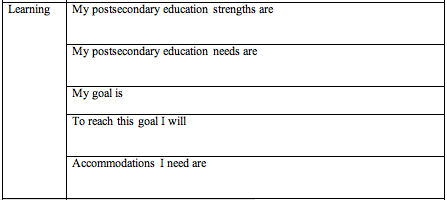 Learning
My postsecondary education strengths are
My postsecondary education needs are
My goal is
To reach this goal I will
Accommodations I need are